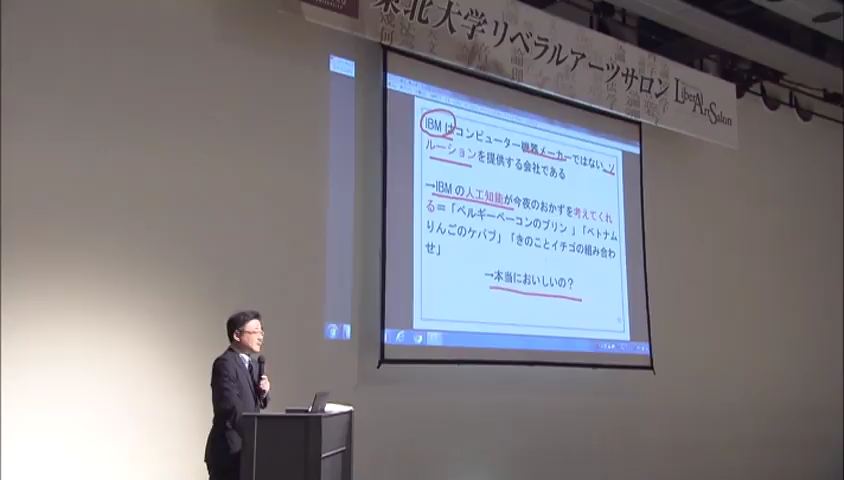 東北大学リベラルアーツサロン
Liberal Arts Salon
IBMはコンピューター機器メーカーではない、ソ
ルーションを提供する会社である
→IBMの人工知能が今夜のおかずを考えてくれ
る＝「ベルギーベーコンのプリン」「ベトナム
りんごのケバブ」「きのことイチゴの組み合わ
せ」
→本当においしいの？